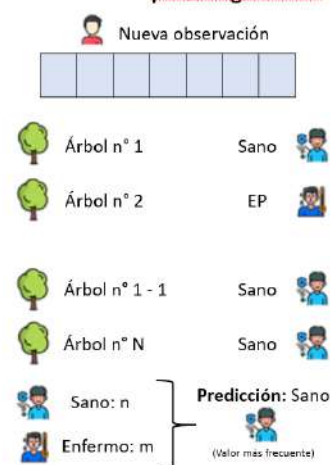 Nueva observación
Árbol n° 1 Sano
Árbol n° 2 EP
Árbol n° 1 - 1 Sano
Árbol n° N Sano
Sano: n
Predicción: Sano
Enfermo: m
(Valor más frecuente)